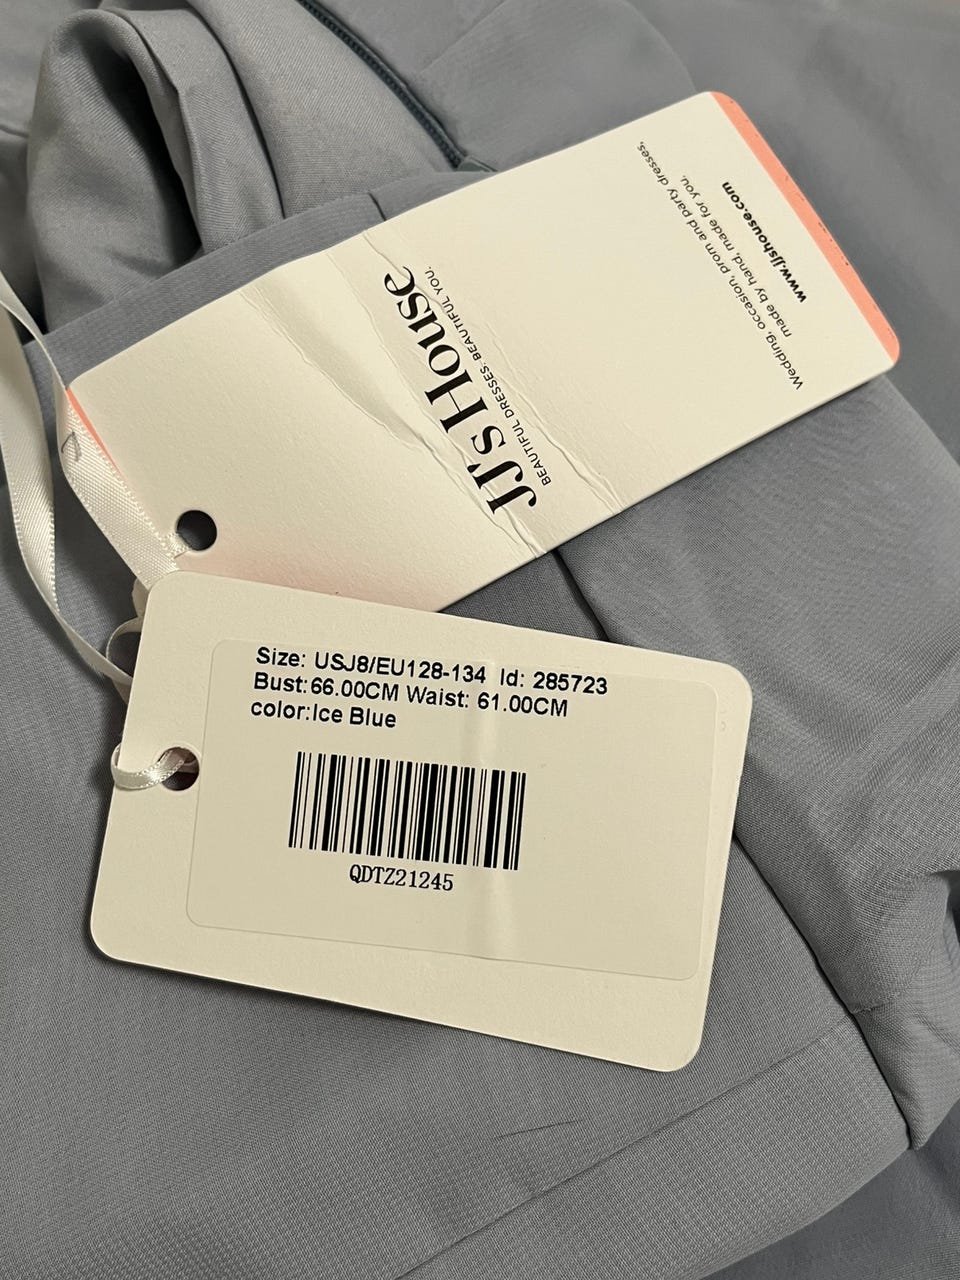 JJ's House
BEAUTIFUL DRESSES. BEAUTIFUL YOU.
Wedding, occasion, prom and party dresses,
made by hand, made for you.
www.jjshouse.com
Size: USJ8/EU128-134 Id: 285723
Bust:66.00CM Waist: 61.00CM
color:Ice Blue
QDTZ21245